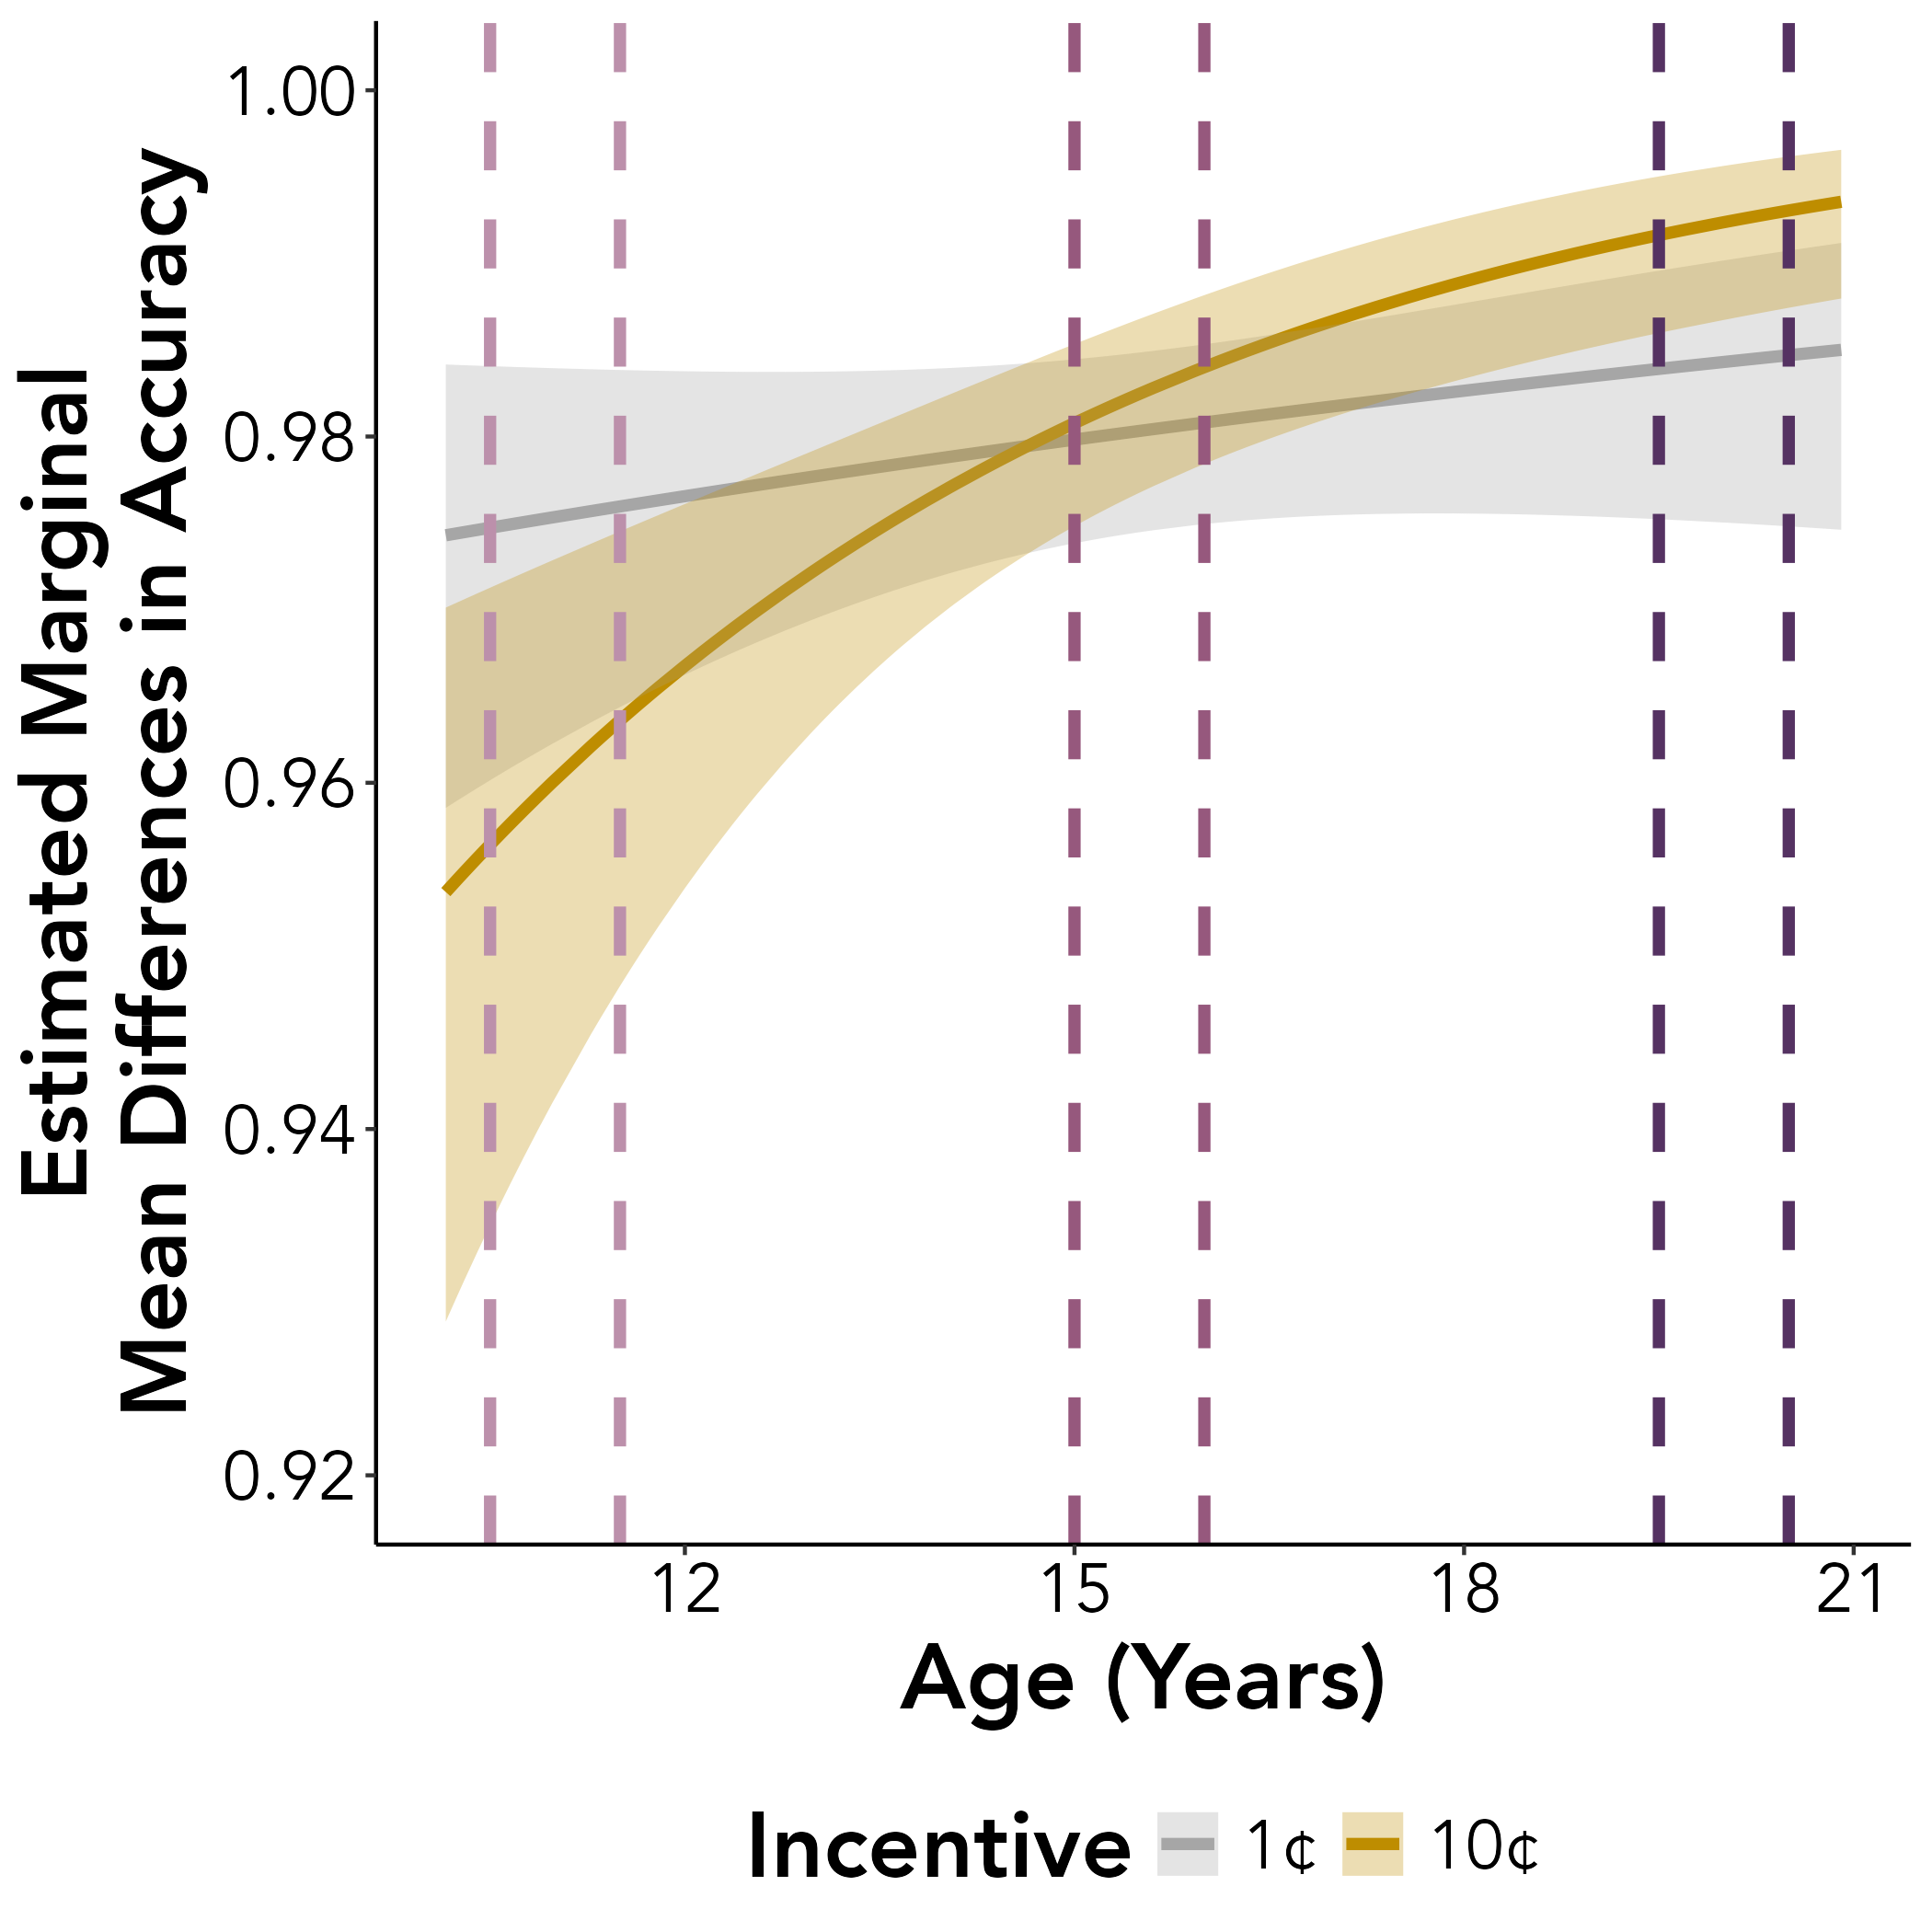 Estimated Marginal
Mean Differences in Accuracy
1.00
0.98
0.96
0.94
0.92
12 15 18 21
Age (Years)
Incentive 1¢ 10¢